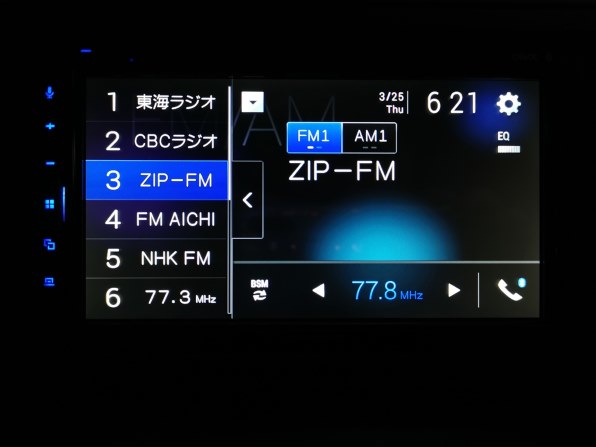 1 東海ラジオ
2 CBCラジオ
3 ZIP-FM
4 FM AICHI
5 NHK FM
6 77.3 MHz
FM/AM
3/25
Thu
6 21
FM1
AM1
EQ
ZIP-FM
BSM
77.8 MHz